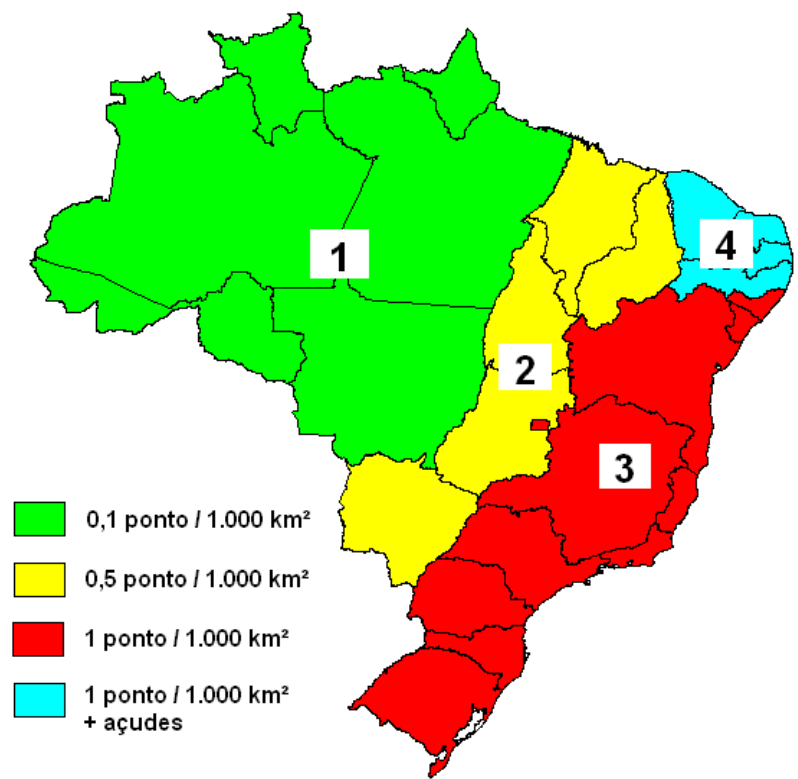 1
4
2
3
0,1 ponto / 1.000 km²
0,5 ponto / 1.000 km²
1 ponto / 1.000 km²
1 ponto / 1.000 km²
+ açudes